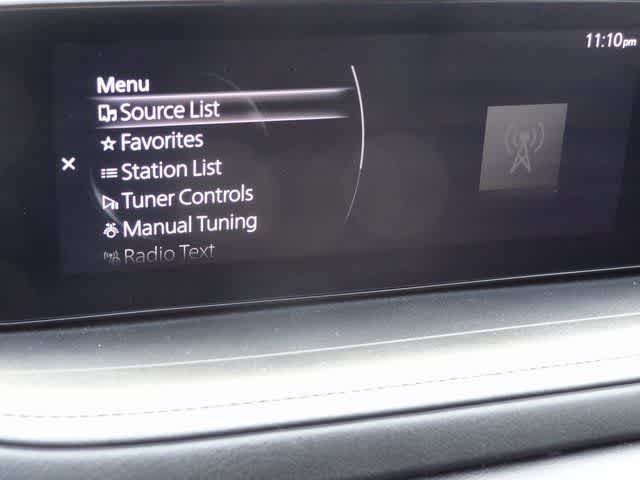 11:10pm
Menu
Source List
Favorites
Station List
Tuner Controls
Manual Tuning
Radio Text